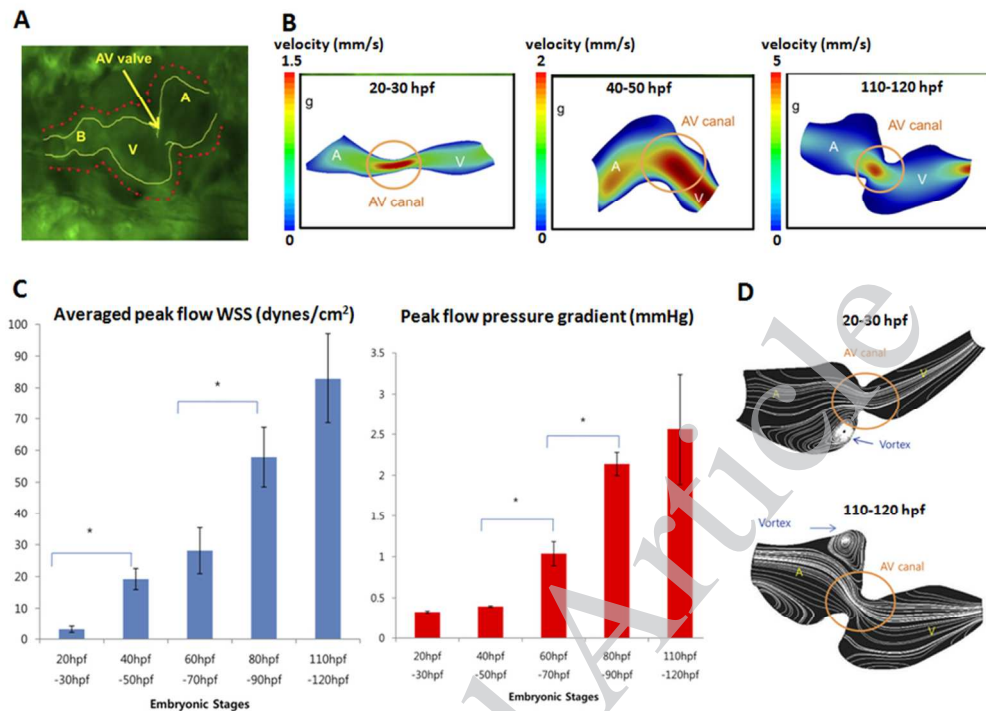 A
AV valve
A
B
V
B
velocity (mm/s)
1.5
0
g
20-30 hpf
A
V
AV canal
velocity (mm/s)
2
0
g
40-50 hpf
AV canal
A
V
velocity (mm/s)
5
0
g
110-120 hpf
AV canal
A
V
C
Averaged peak flow WSS (dynes/cm²)
100
90
80
70
60
50
40
30
20
10
0
*
*
20hpf 40hpf 60hpf 80hpf 110hpf
-30hpf -50hpf -70hpf -90hpf -120hpf
Embryonic Stages
Peak flow pressure gradient (mmHg)
3.5
3
2.5
2
1.5
1
0.5
0
*
*
20hpf 40hpf 60hpf 80hpf 110hpf
-30hpf -50hpf -70hpf -90hpf -120hpf
Embryonic Stages
D
20-30 hpf
AV canal
A
V
Vortex
110-120 hpf
Vortex
AV canal
A
V
d Article